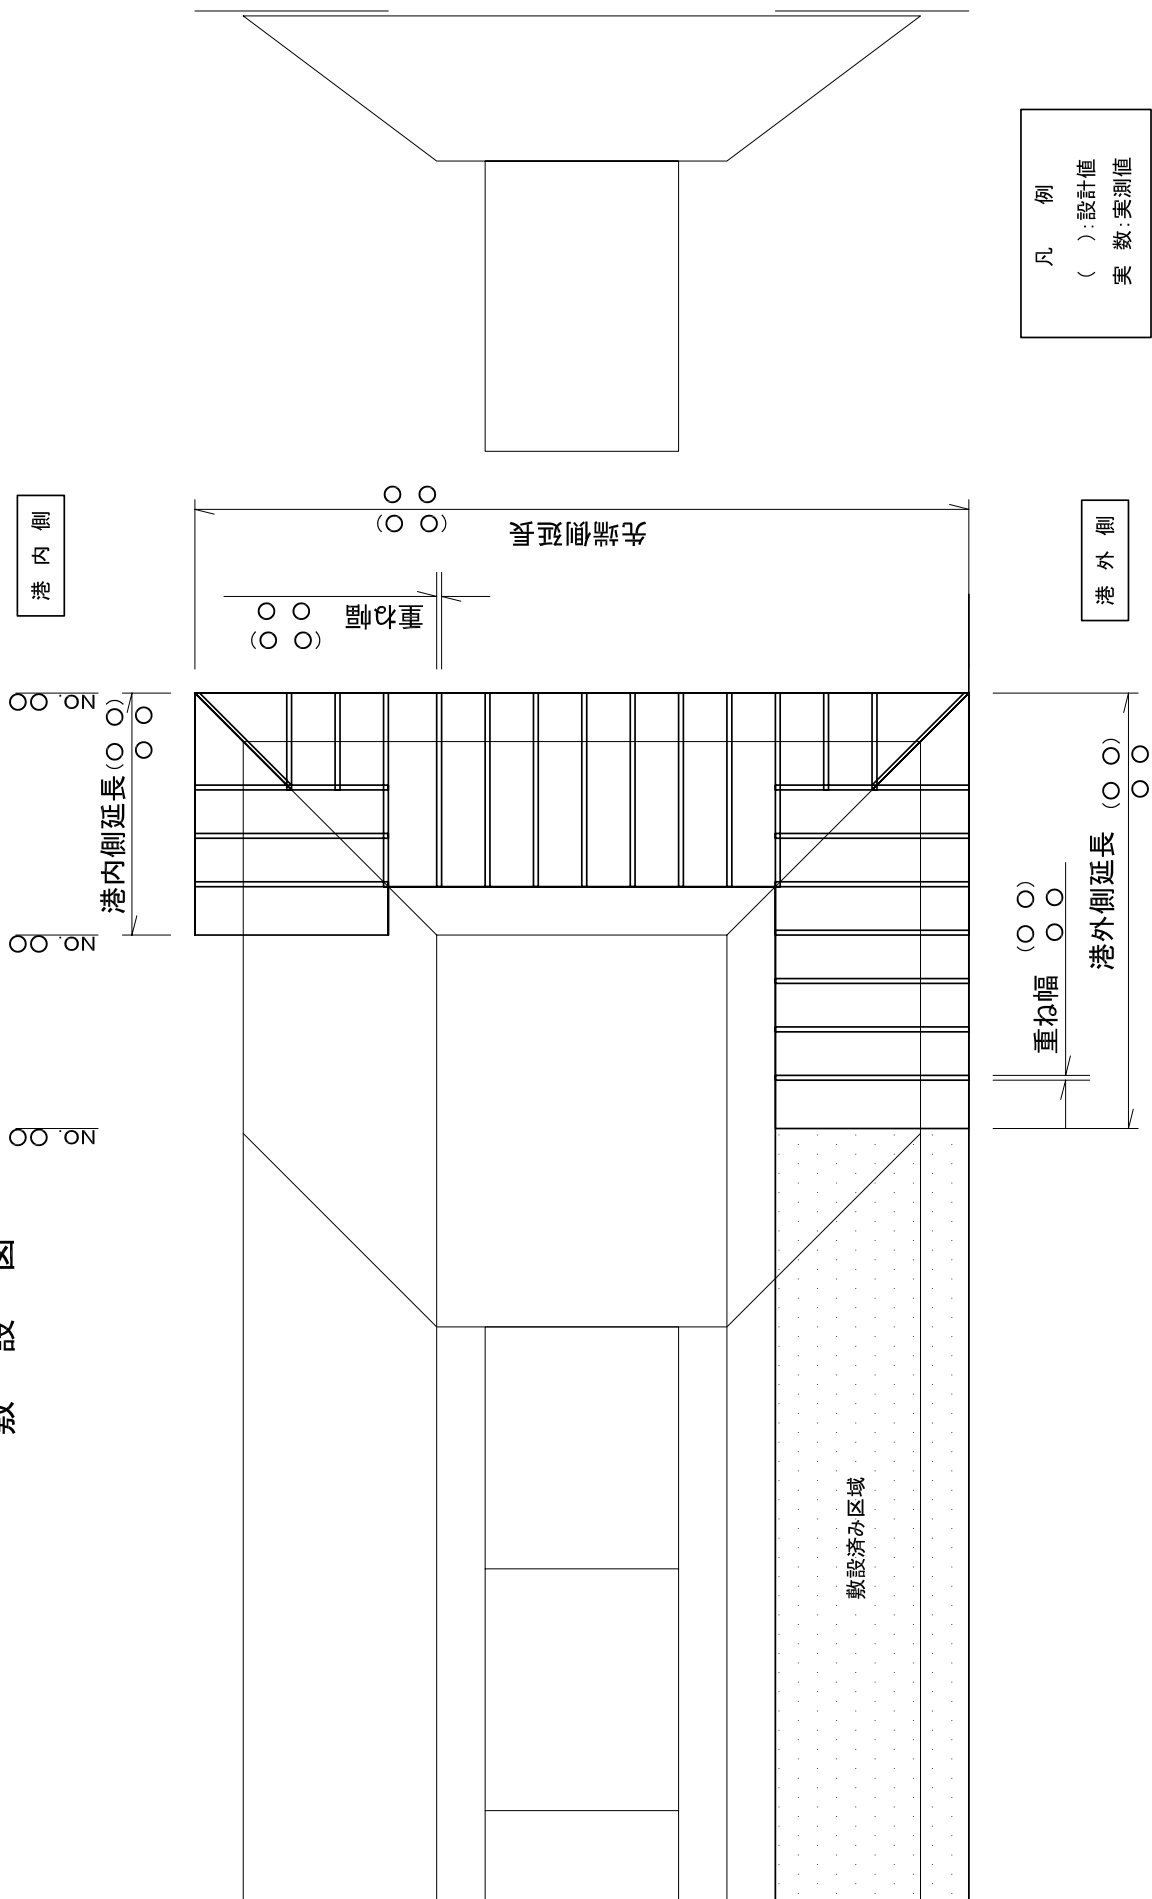 敷 設 図
港 内 側
NO. ○○
NO. ○○
NO. ○○
港内側延長
(○ ○)
○ ○
先端側延長
(○ ○)
○ ○
重ね幅
(○ ○)
○ ○
敷設済み区域
重ね幅
(○ ○)
○ ○
港外側延長
(○ ○)
○ ○
港 外 側
凡 例
( ):設計値
実 数:実測値